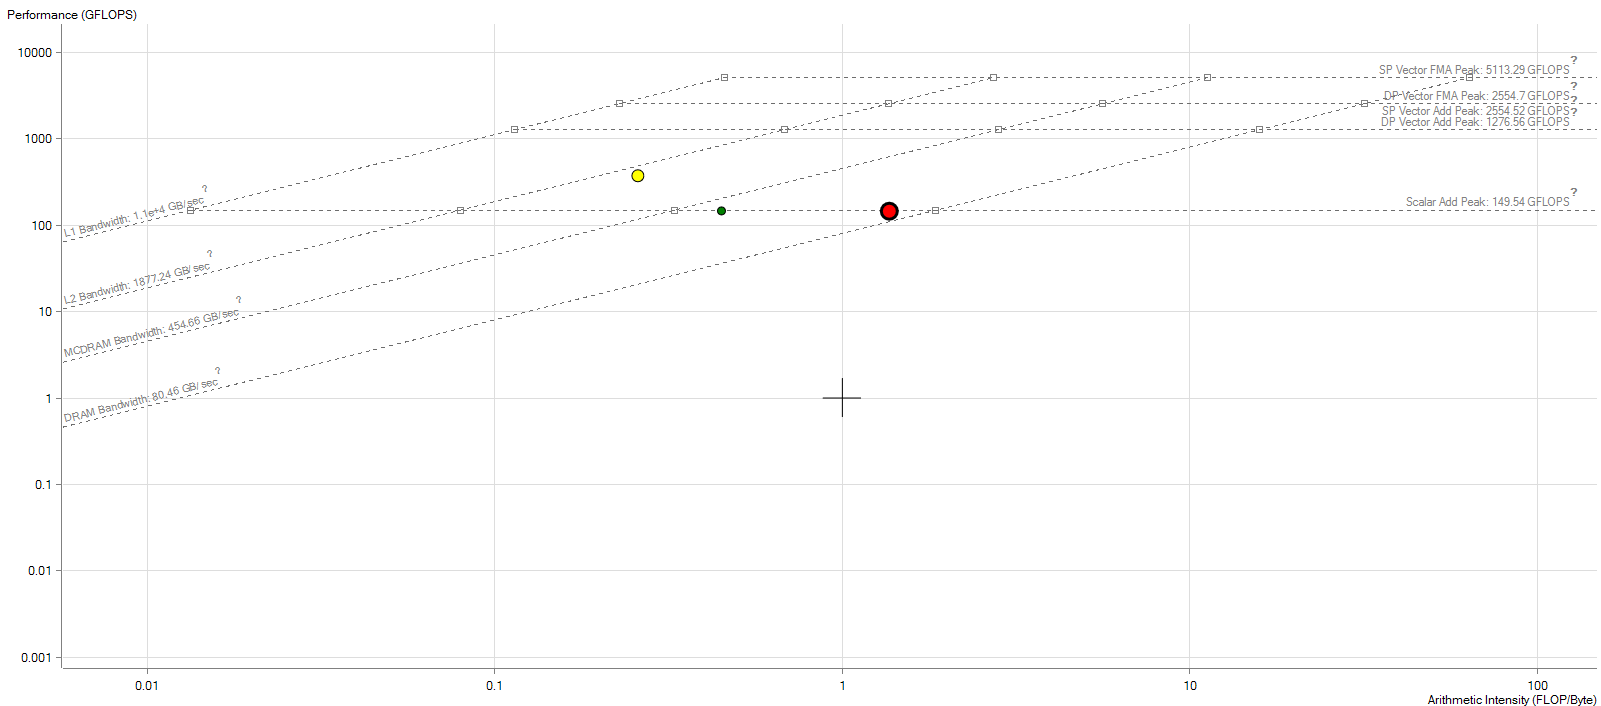 Performance (GFLOPS)
10000
?
SP Vector FMA Peak: 5113.29 GFLOPS
?
DP Vector FMA Peak: 2554.7 GFLOPS
?
SP Vector Add Peak: 2554.52 GFLOPS
?
DP Vector Add Peak: 1276.56 GFLOPS
1000
?
Scalar Add Peak: 149.54 GFLOPS
?
L1 Bandwidth: 1.1e+4 GB/sec
100
?
L2 Bandwidth: 1877.24 GB/sec
10
?
MCDRAM Bandwidth: 454.66 GB/sec
?
DRAM Bandwidth: 80.46 GB/sec
1
0.1
0.01
0.001
0.01
0.1
1
10
100
Arithmetic Intensity (FLOP/Byte)